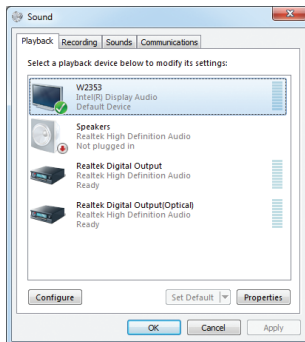 Sound
Playback Recording Sounds Communications
Select a playback device below to modify its settings:
W2353
Intel(R) Display Audio
Default Device
Speakers
Realtek High Definition Audio
Not plugged in
Realtek Digital Output
Realtek High Definition Audio
Ready
Realtek Digital Output(Optical)
Realtek High Definition Audio
Ready
Configure Set Default Properties
OK Cancel Apply